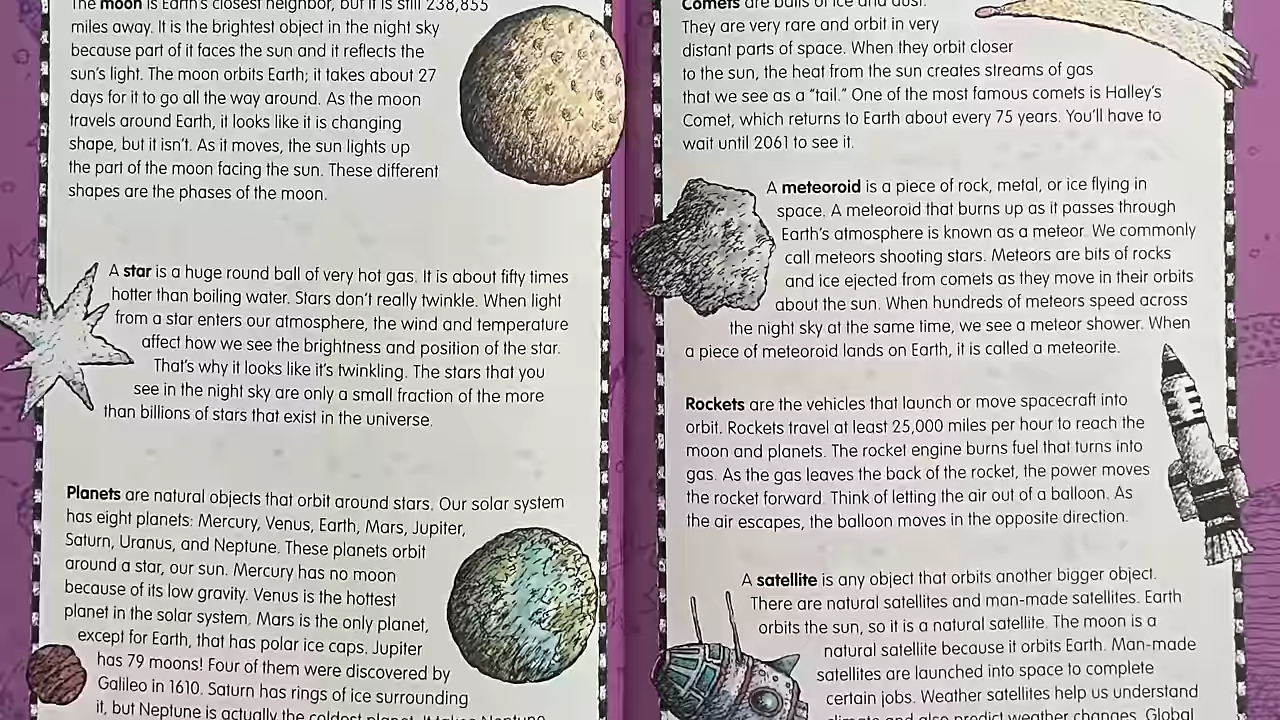 The moon is Earth's closest neighbor, but it is still 238,855
miles away. It is the brightest object in the night sky
because part of it faces the sun and it reflects the
sun's light. The moon orbits Earth; it takes about 27
days for it to go all the way around. As the moon
travels around Earth, it looks like it is changing
shape, but it isn't. As it moves, the sun lights up
the part of the moon facing the sun. These different
shapes are the phases of the moon.
A star is a huge round ball of very hot gas. It is about fifty times
hotter than boiling water. Stars don't really twinkle. When light
from a star enters our atmosphere, the wind and temperature
affect how we see the brightness and position of the star.
That's why it looks like it's twinkling. The stars that you
see in the night sky are only a small fraction of the more
than billions of stars that exist in the universe.
Planets are natural objects that orbit around stars. Our solar system
has eight planets: Mercury, Venus, Earth, Mars, Jupiter,
Saturn, Uranus, and Neptune. These planets orbit
around a star, our sun. Mercury has no moon
because of its low gravity. Venus is the hottest
planet in the solar system. Mars is the only planet,
except for Earth, that has polar ice caps. Jupiter
has 79 moons! Four of them were discovered by
Galileo in 1610. Saturn has rings of ice surrounding
it, but Neptune is actually the coldest planet. It takes Neptune
Comets are balls of ice and dust.
They are very rare and orbit in very
distant parts of space. When they orbit closer
to the sun, the heat from the sun creates streams of gas
that we see as a "tail." One of the most famous comets is Halley's
Comet, which returns to Earth about every 75 years. You'll have to
wait until 2061 to see it.
A meteoroid is a piece of rock, metal, or ice flying in
space. A meteoroid that burns up as it passes through
Earth's atmosphere is known as a meteor. We commonly
call meteors shooting stars. Meteors are bits of rocks
and ice ejected from comets as they move in their orbits
about the sun. When hundreds of meteors speed across
the night sky at the same time, we see a meteor shower. When
a piece of meteoroid lands on Earth, it is called a meteorite.
Rockets are the vehicles that launch or move spacecraft into
orbit. Rockets travel at least 25,000 miles per hour to reach the
moon and planets. The rocket engine burns fuel that turns into
gas. As the gas leaves the back of the rocket, the power moves
the rocket forward. Think of letting the air out of a balloon. As
the air escapes, the balloon moves in the opposite direction.
A satellite is any object that orbits another bigger object.
There are natural satellites and man-made satellites. Earth
orbits the sun, so it is a natural satellite. The moon is a
natural satellite because it orbits Earth. Man-made
satellites are launched into space to complete
certain jobs. Weather satellites help us understand
climate and also predict weather changes. Global